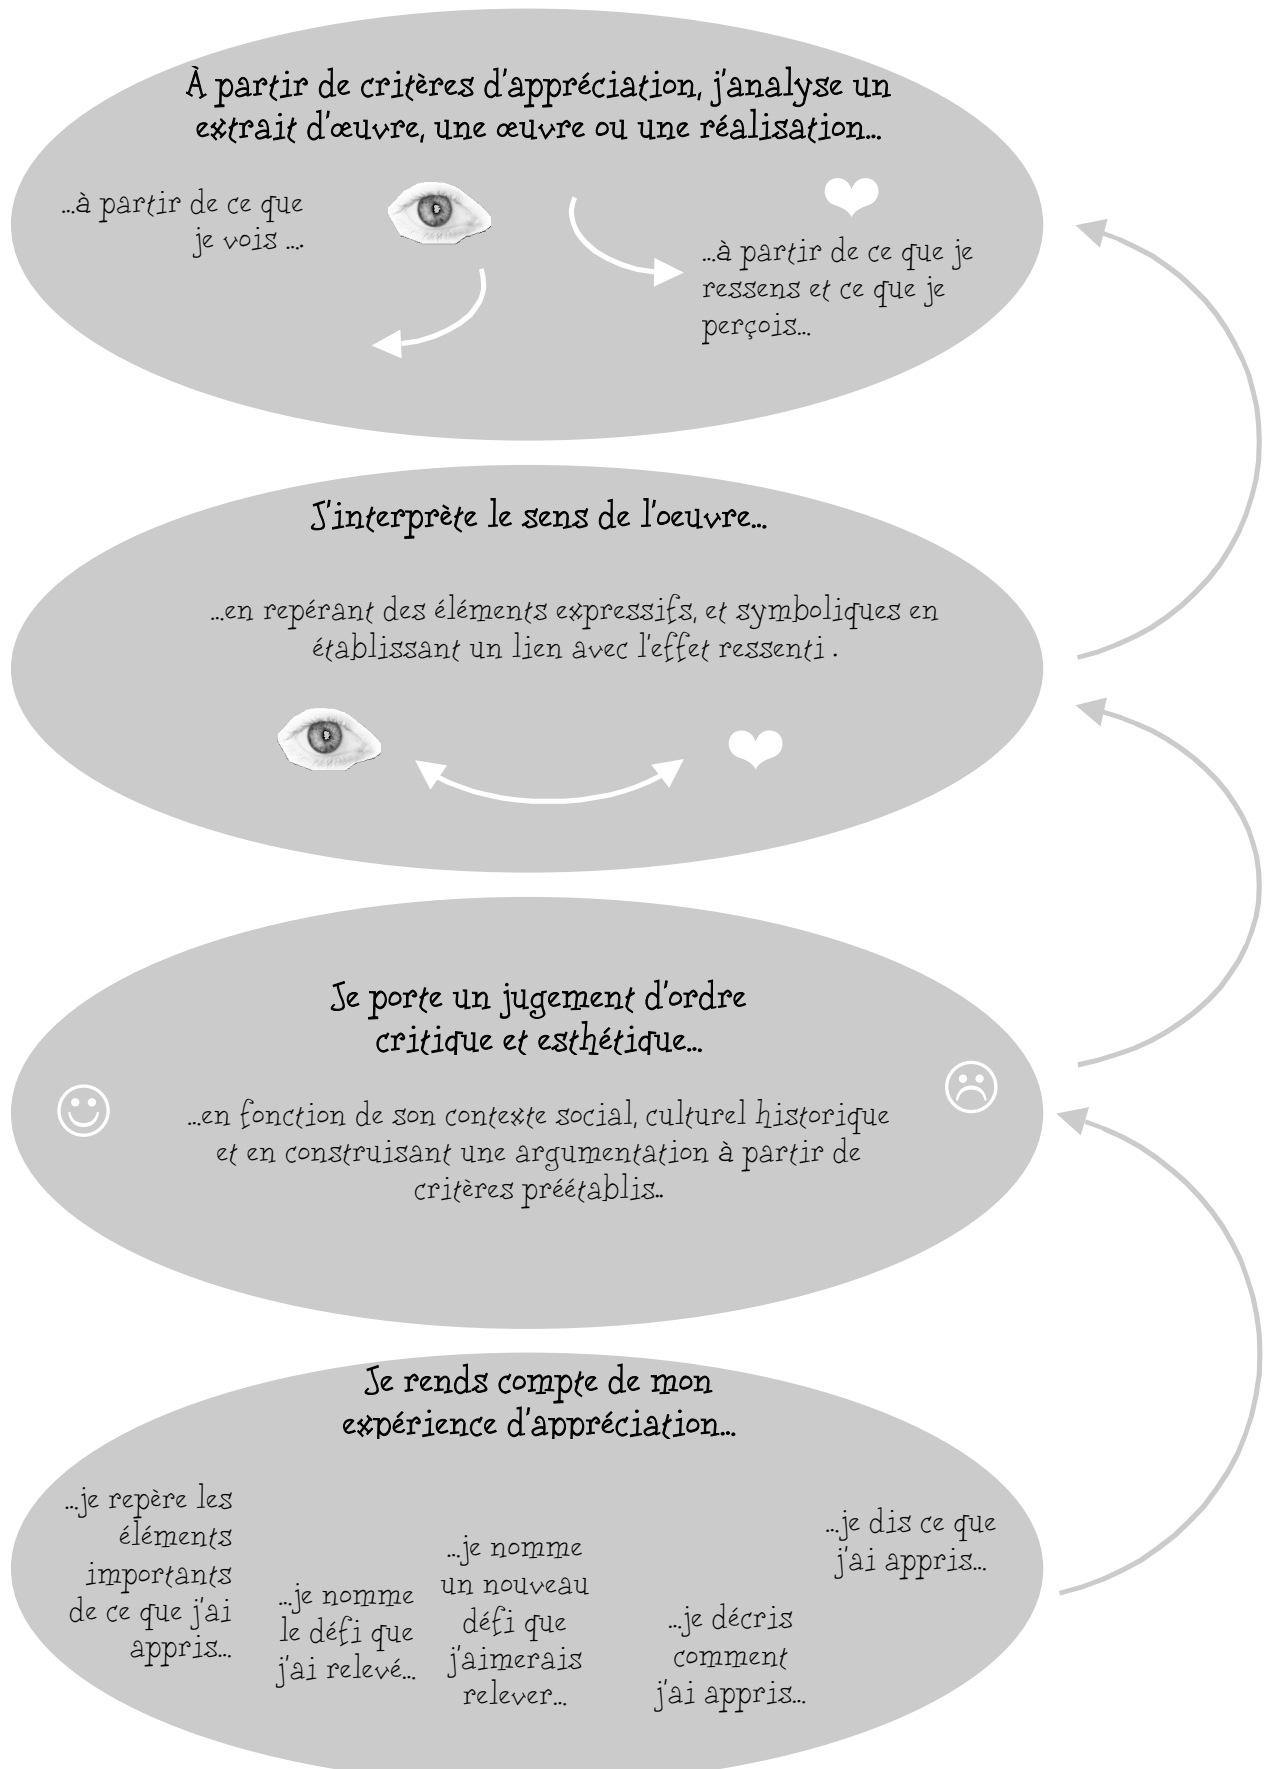 À partir de critères d'appréciation, j'analyse un
extrait d'œuvre, une œuvre ou une réalisation...
...à partir de ce que
je vois ....
...à partir de ce que je
ressens et ce que je
perçois...
J'interprète le sens de l'oeuvre...
...en repérant des éléments expressifs, et symboliques en
établissant un lien avec l'effet ressenti .
Je porte un jugement d'ordre
critique et esthétique...
...en fonction de son contexte social, culturel historique
et en construisant une argumentation à partir de
critères préétablis..
Je rends compte de mon
expérience d'appréciation...
...je repère les
éléments
importants
de ce que j'ai
appris...
...je nomme
le défi que
j'ai relevé...
...je nomme
un nouveau
défi que
j'aimerais
relever...
...je décris
comment
j'ai appris...
...je dis ce que
j'ai appris...